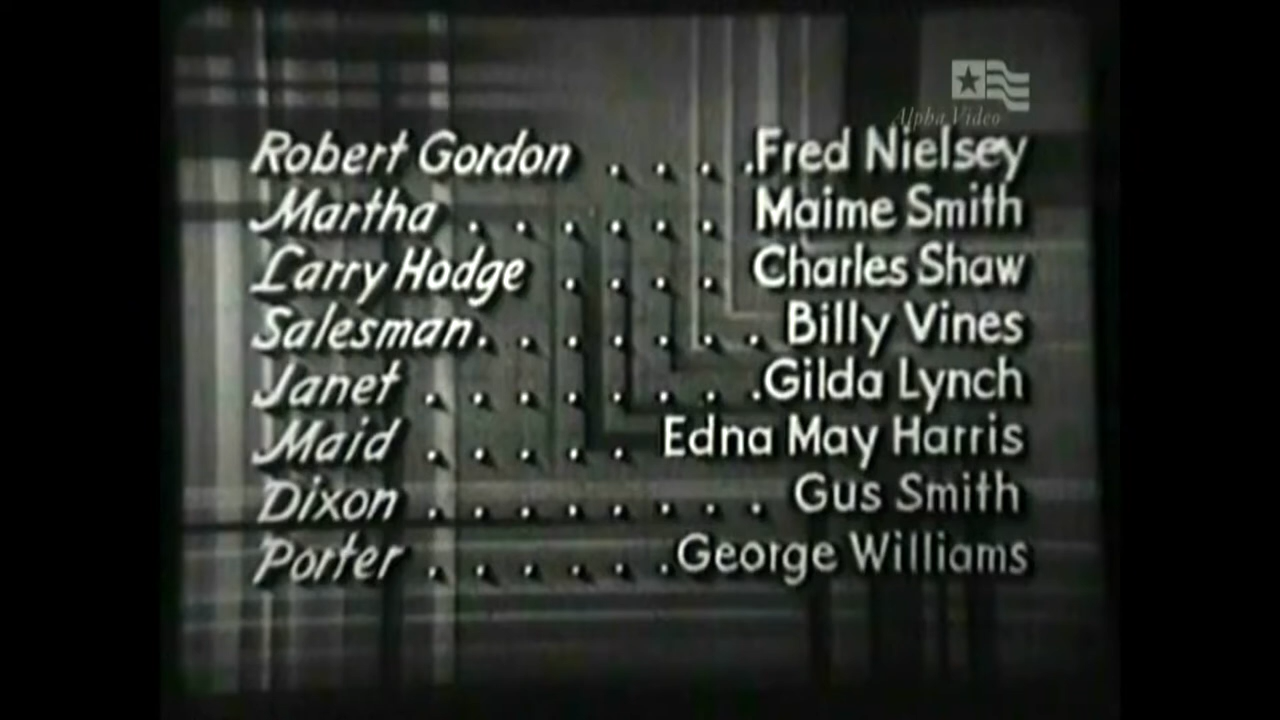 Alpha Video
Robert Gordon . . . .Fred Nielsey
Martha . . . . . . Maime Smith
Larry Hodge . . . . Charles Shaw
Salesman. . . . . . . Billy Vines
Janet . . . . . . . .Gilda Lynch
Maid . . . . . Edna May Harris
Dixon . . . . . . . . Gus Smith
Porter . . . . . .George Williams